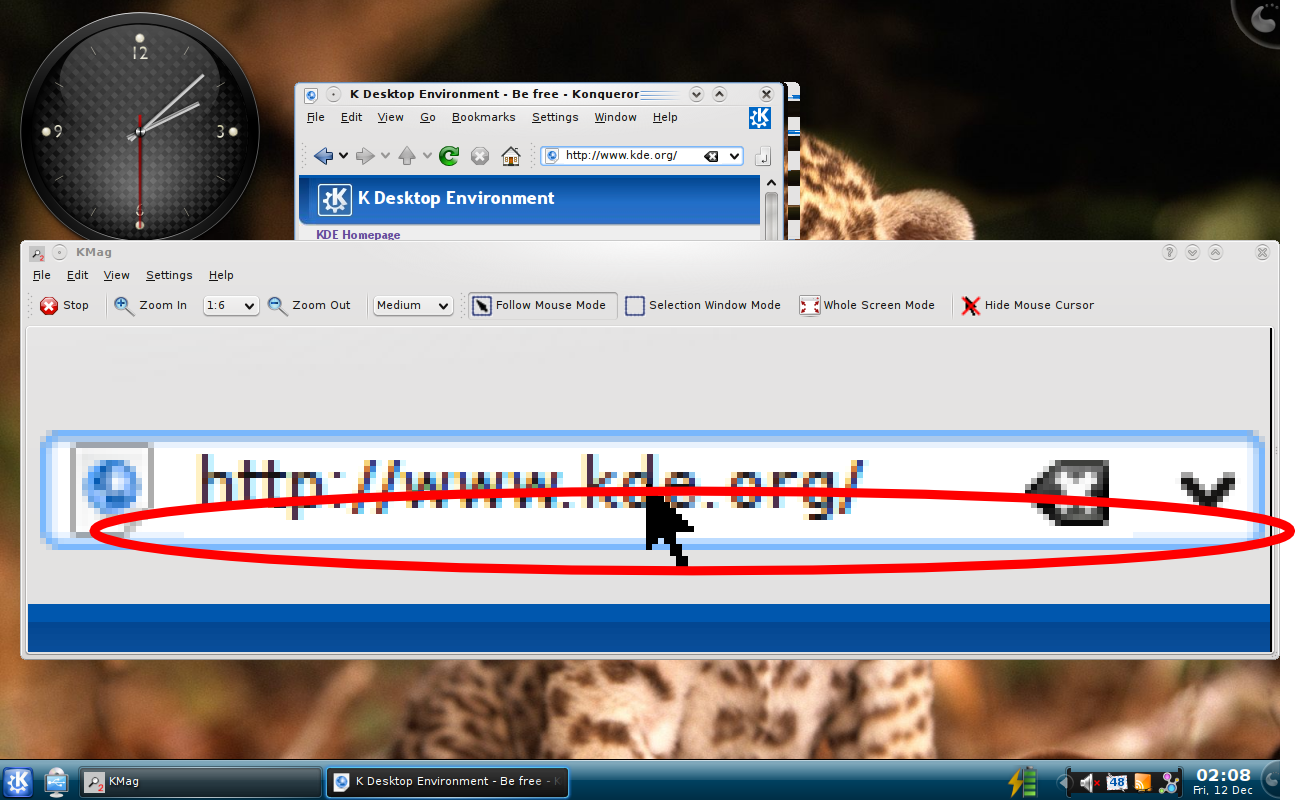 12
9
3
6
K Desktop Environment - Be free - Konqueror
File Edit View Go Bookmarks Settings Window Help
http://www.kde.org/
K Desktop Environment
KDE Homepage
KMag
File Edit View Settings Help
Stop Zoom In 1:6 Zoom Out Medium Follow Mouse Mode Selection Window Mode Whole Screen Mode Hide Mouse Cursor
http://www.kde.org/
KMag K Desktop Environment - Be free - K 48 02:08
Fri, 12 Dec